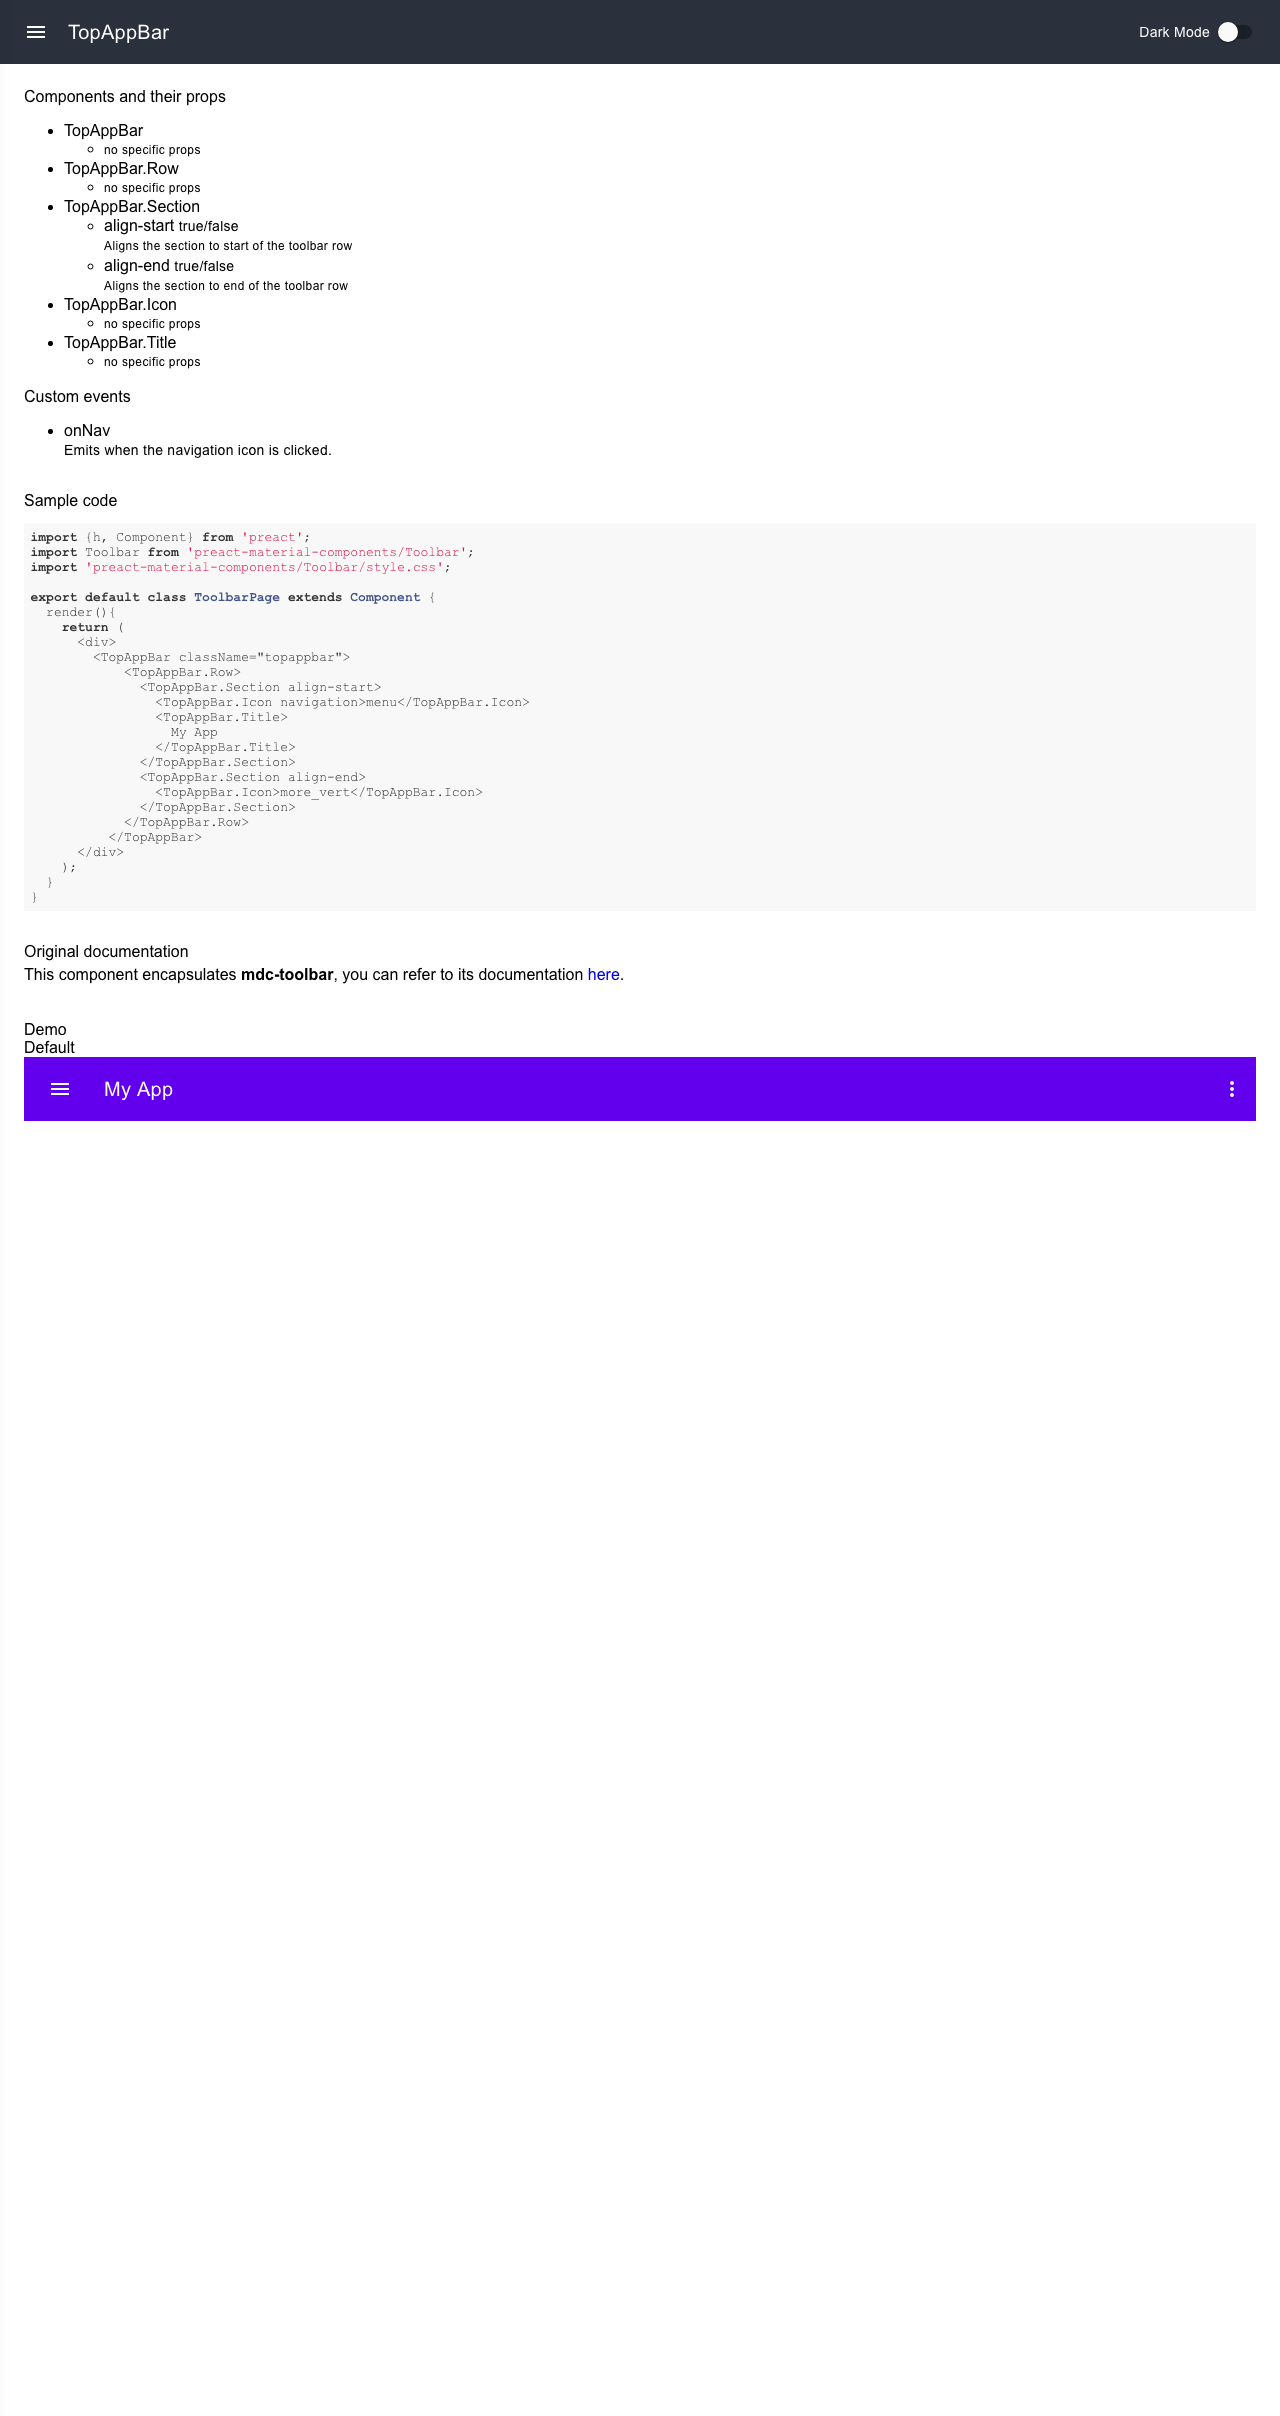 TopAppBar
Dark Mode
Components and their props
TopAppBar
no specific props
TopAppBar.Row
no specific props
TopAppBar.Section
align-start true/false
Aligns the section to start of the toolbar row
align-end true/false
Aligns the section to end of the toolbar row
TopAppBar.Icon
no specific props
TopAppBar.Title
no specific props
Custom events
onNav
Emits when the navigation icon is clicked.
Sample code
import {h, Component} from 'preact';
import Toolbar from 'preact-material-components/Toolbar';
import 'preact-material-components/Toolbar/style.css';
export default class ToolbarPage extends Component {
  render(){
    return (
      <div>
        <TopAppBar className="topappbar">
            <TopAppBar.Row>
              <TopAppBar.Section align-start>
                <TopAppBar.Icon navigation>menu</TopAppBar.Icon>
                <TopAppBar.Title>
                  My App
                </TopAppBar.Title>
              </TopAppBar.Section>
              <TopAppBar.Section align-end>
                <TopAppBar.Icon>more_vert</TopAppBar.Icon>
              </TopAppBar.Section>
            </TopAppBar.Row>
          </TopAppBar>
      </div>
    );
  }
}
Original documentation
This component encapsulates mdc-toolbar, you can refer to its documentation here.
Demo
Default
My App